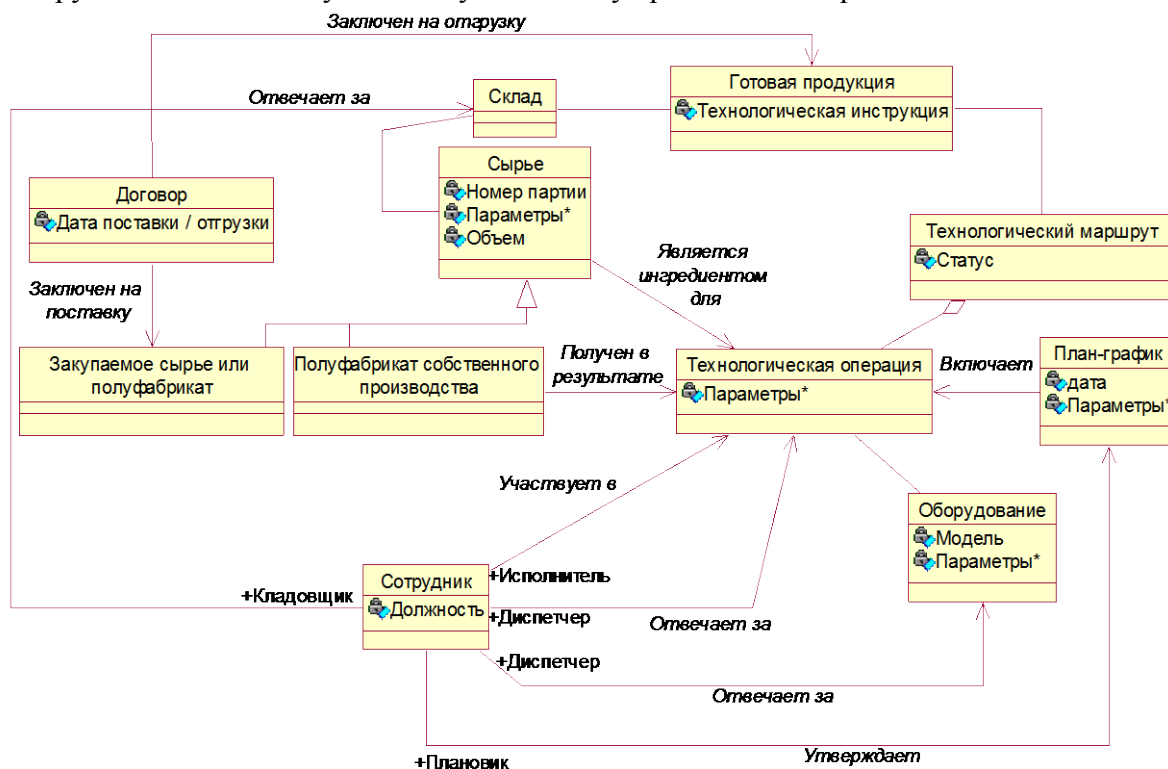 Заключен на отгрузку
Отвечает за
Склад
Готовая продукция
Технологическая инструкция
Сырье
Номер партии
Параметры*
Объем
Договор
Дата поставки / отгрузки
Технологический маршрут
Статус
Является
ингредиентом
для
Заключен на
поставку
Закупаемое сырье или
полуфабрикат
Полуфабрикат собственного
производства
Получен в
результате
Технологическая операция
Параметры*
Включает
План-график
дата
Параметры*
Участвует в
Оборудование
Модель
Параметры*
Сотрудник
Должность
+Кладовщик
+Исполнитель
+Диспетчер
Отвечает за
+Диспетчер
Отвечает за
+Плановик
Утверждает